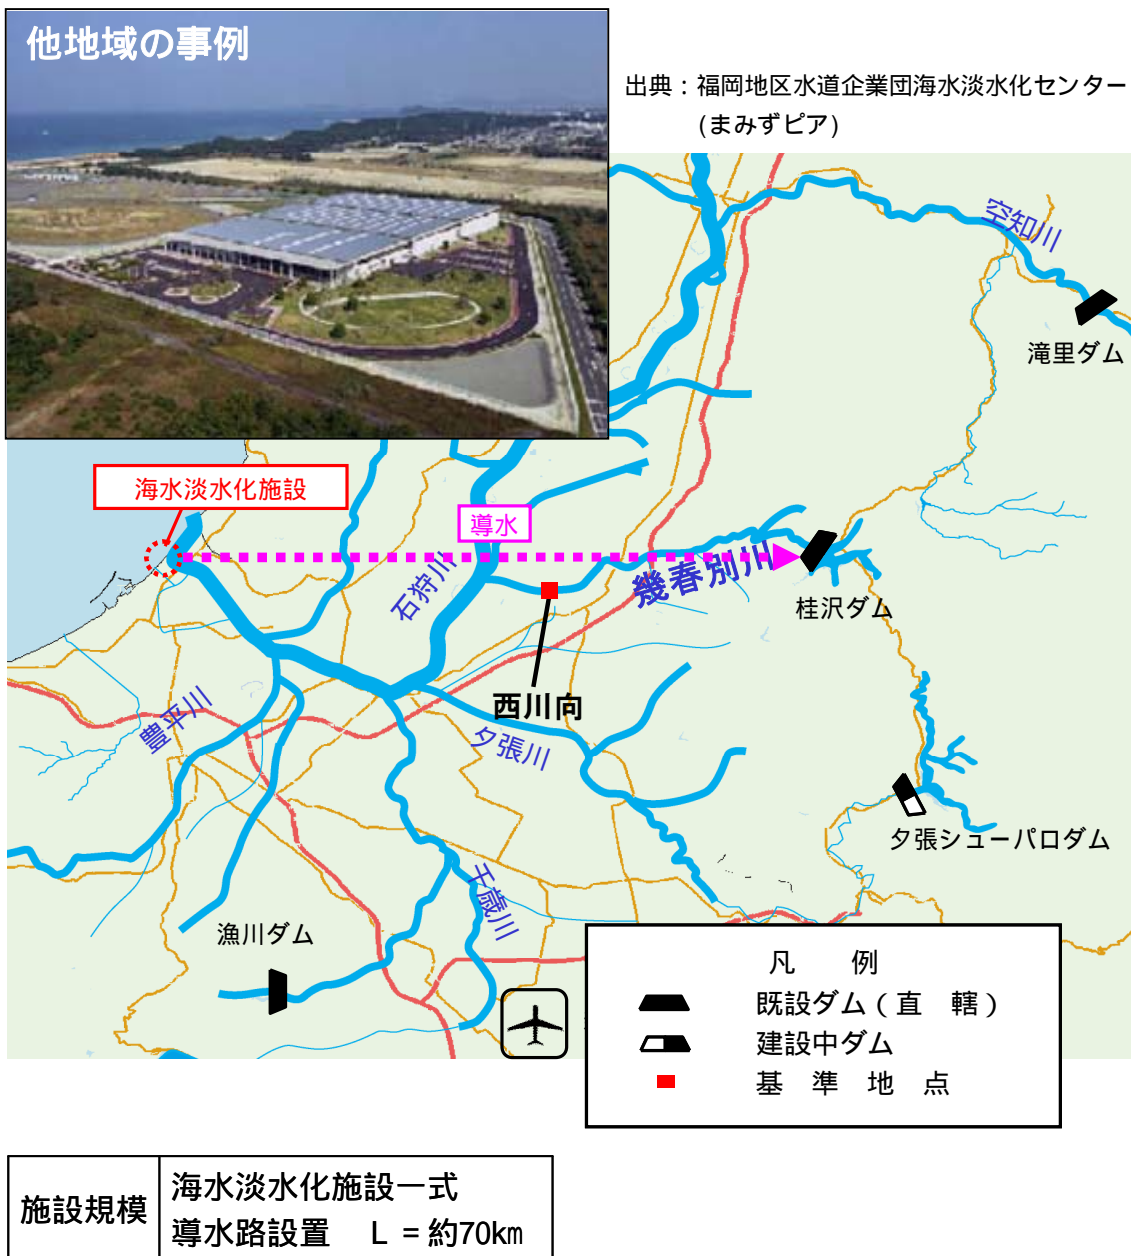 他地域の事例
出典：福岡地区水道企業団海水淡水化センター
(まみずピア)
空知川
滝里ダム
海水淡水化施設
導水
石狩川
幾春別川
桂沢ダム
西川向
豊平川
夕張川
夕張シューパロダム
千歳川
漁川ダム
凡　例
既設ダム（直　轄）
建設中ダム
基　準　地　点
施設規模
海水淡水化施設一式
導水路設置　L＝約70km